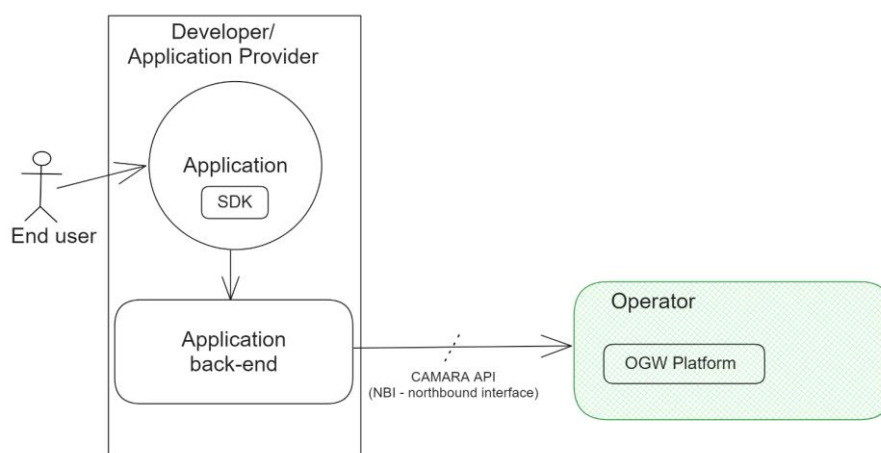 Developer/
Application Provider
Application
SDK
End user
Application
back-end
CAMARA API
(NBI - northbound interface)
Operator
OGW Platform